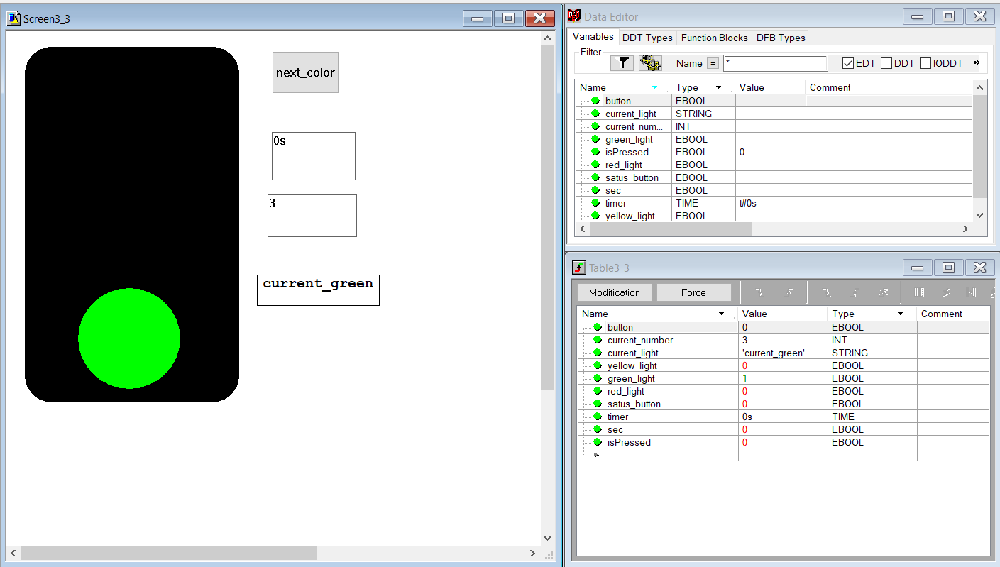 Screen3_3
next_color
0s
3
current_green
Data Editor
Variables DDT Types Function Blocks DFB Types
Filter
Name = * EDT DDT IODDT »
Name Type Value Comment
button EBOOL
current_light STRING
current_num... INT
green_light EBOOL
isPressed EBOOL 0
red_light EBOOL
satus_button EBOOL
sec EBOOL
timer TIME t#0s
yellow_light EBOOL
Table3_3
Modification Force
Name Value Type Comment
button 0 EBOOL
current_number 3 INT
current_light 'current_green' STRING
yellow_light 0 EBOOL
green_light 1 EBOOL
red_light 0 EBOOL
satus_button 0 EBOOL
timer 0s TIME
sec 0 EBOOL
isPressed 0 EBOOL